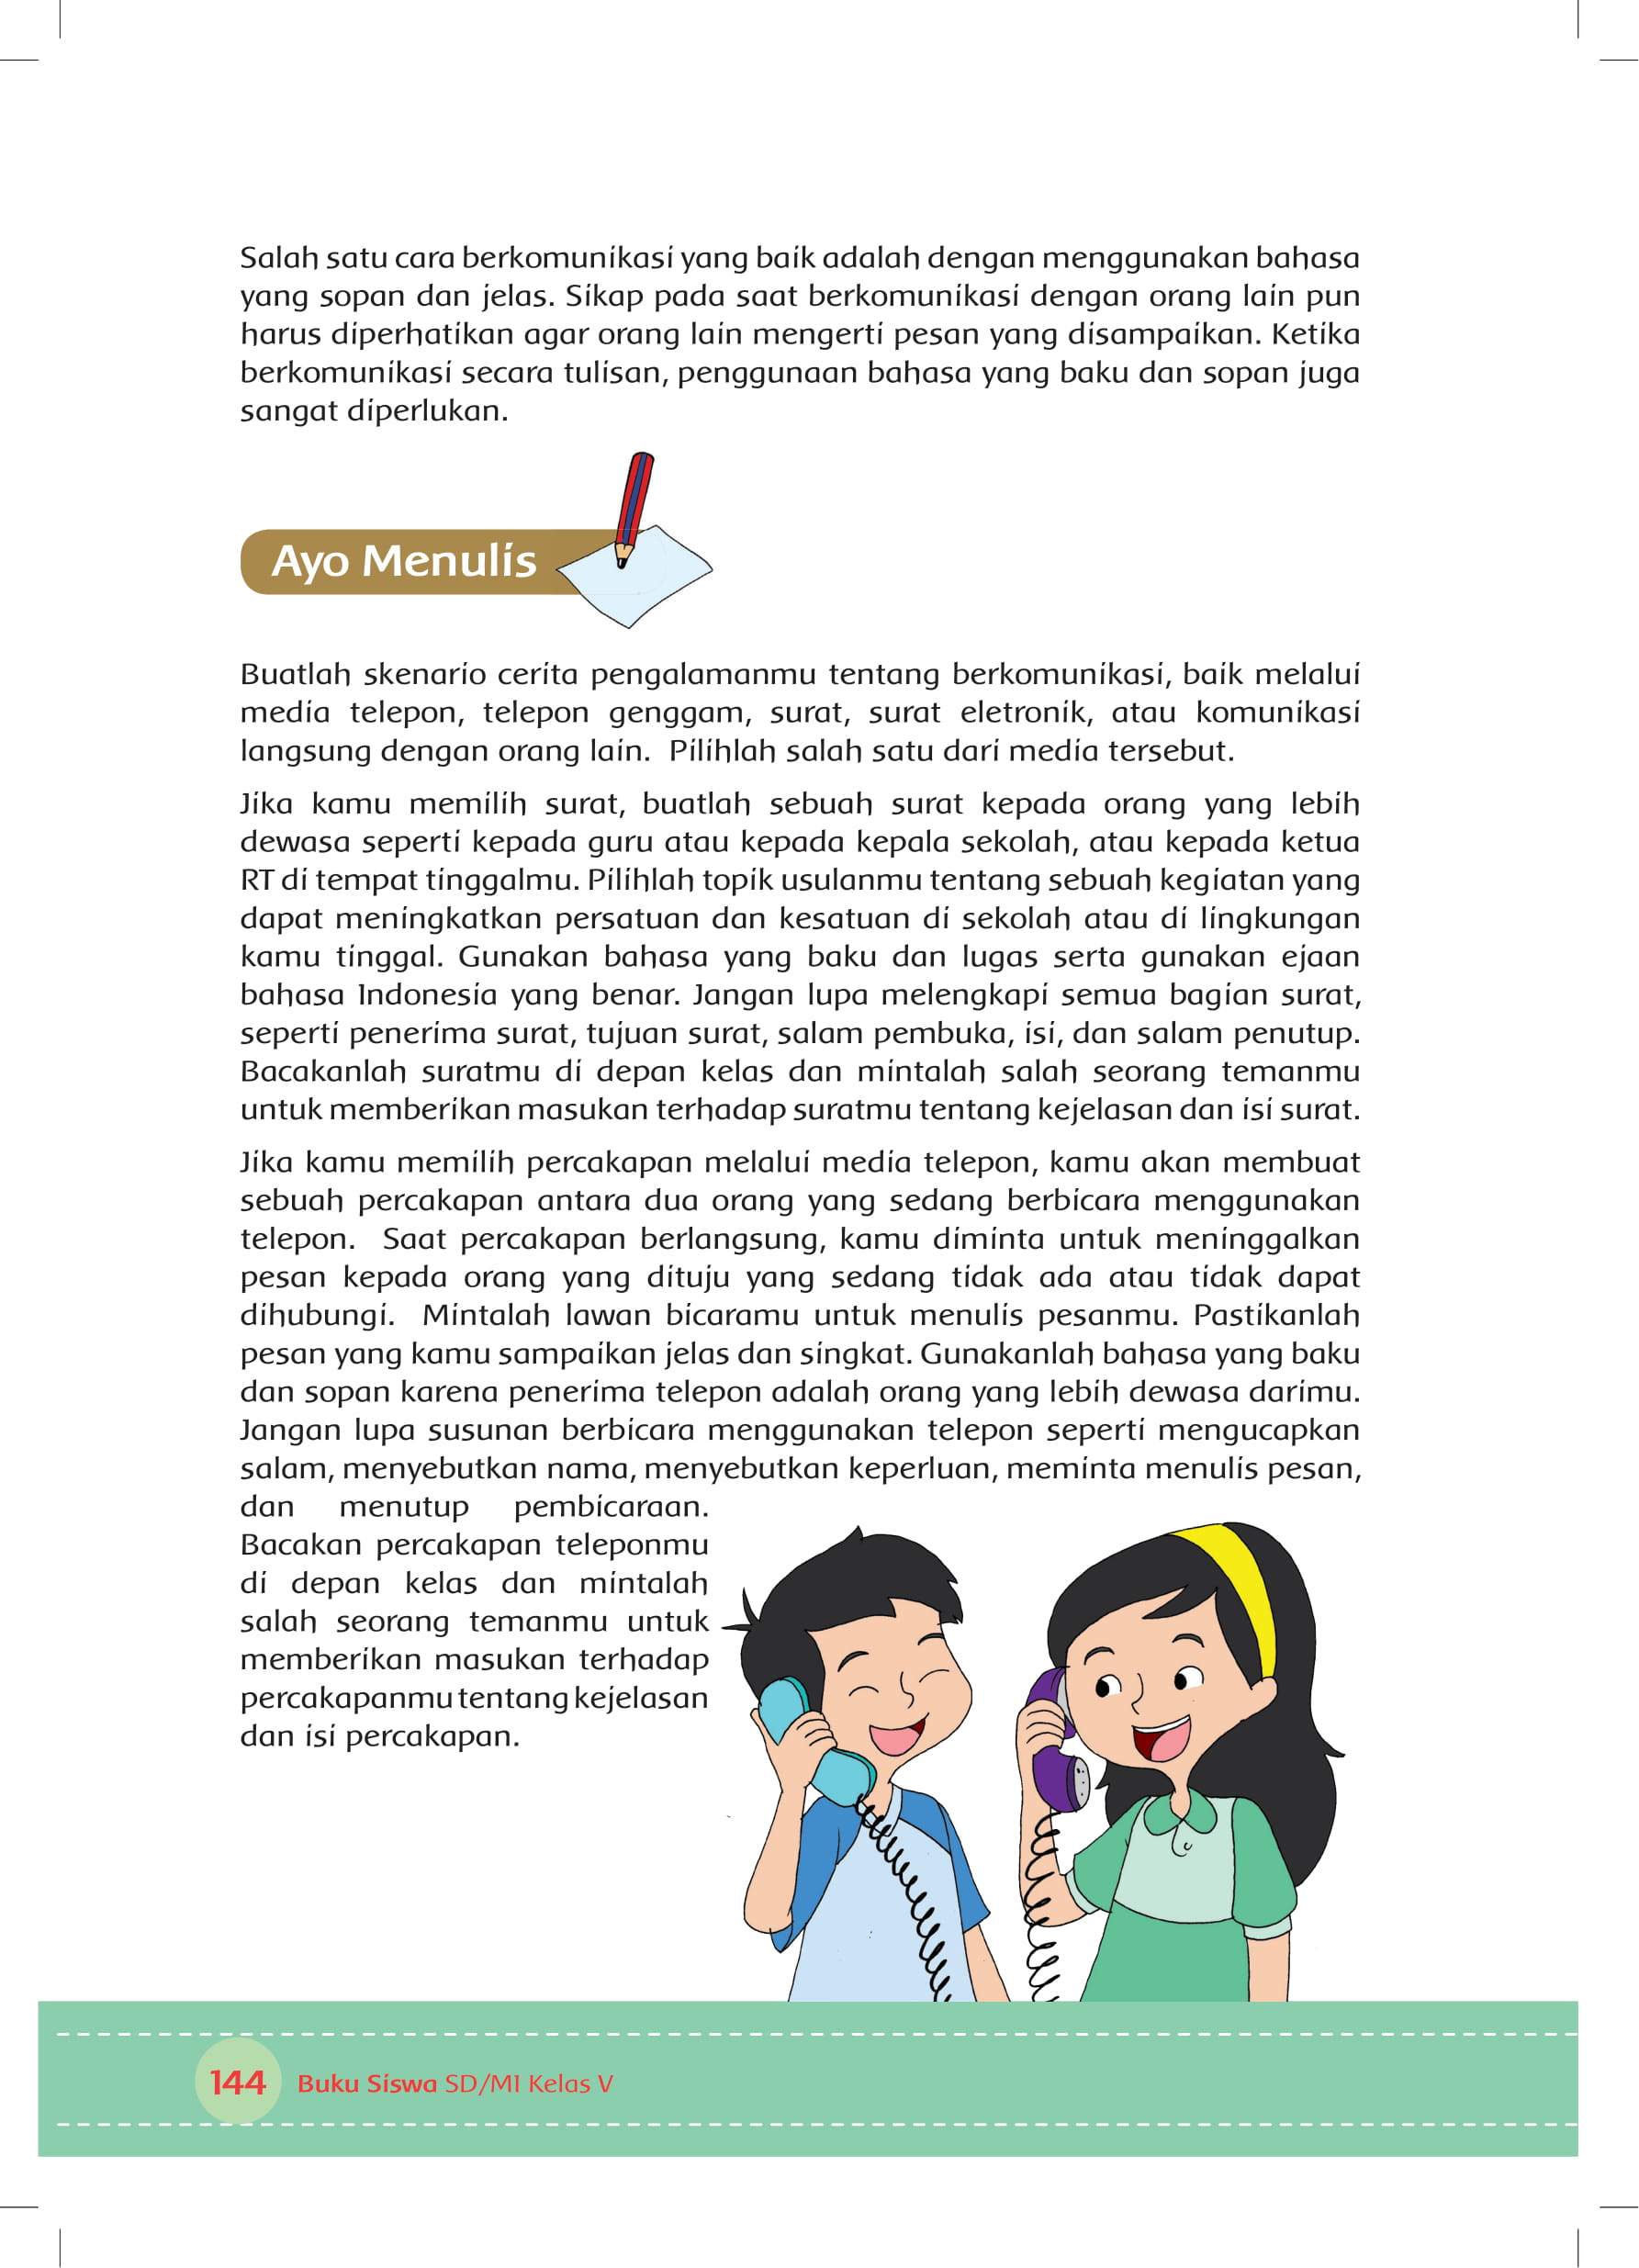 Salah satu cara berkomunikasi yang baik adalah dengan menggunakan bahasa
yang sopan dan jelas. Sikap pada saat berkomunikasi dengan orang lain pun
harus diperhatikan agar orang lain mengerti pesan yang disampaikan. Ketika
berkomunikasi secara tulisan, penggunaan bahasa yang baku dan sopan juga
sangat diperlukan.
Ayo Menulis
Buatlah skenario cerita pengalamanmu tentang berkomunikasi, baik melalui
media telepon, telepon genggam, surat, surat eletronik, atau komunikasi
langsung dengan orang lain. Pilihlah salah satu dari media tersebut.
Jika kamu memilih surat, buatlah sebuah surat kepada orang yang lebih
dewasa seperti kepada guru atau kepada kepala sekolah, atau kepada ketua
RT di tempat tinggalmu. Pilihlah topik usulanmu tentang sebuah kegiatan yang
dapat meningkatkan persatuan dan kesatuan di sekolah atau di lingkungan
kamu tinggal. Gunakan bahasa yang baku dan lugas serta gunakan ejaan
bahasa Indonesia yang benar. Jangan lupa melengkapi semua bagian surat,
seperti penerima surat, tujuan surat, salam pembuka, isi, dan salam penutup.
Bacakanlah suratmu di depan kelas dan mintalah salah seorang temanmu
untuk memberikan masukan terhadap suratmu tentang kejelasan dan isi surat.
Jika kamu memilih percakapan melalui media telepon, kamu akan membuat
sebuah percakapan antara dua orang yang sedang berbicara menggunakan
telepon. Saat percakapan berlangsung, kamu diminta untuk meninggalkan
pesan kepada orang yang dituju yang sedang tidak ada atau tidak dapat
dihubungi. Mintalah lawan bicaramu untuk menulis pesanmu. Pastikanlah
pesan yang kamu sampaikan jelas dan singkat. Gunakanlah bahasa yang baku
dan sopan karena penerima telepon adalah orang yang lebih dewasa darimu.
Jangan lupa susunan berbicara menggunakan telepon seperti mengucapkan
salam, menyebutkan nama, menyebutkan keperluan, meminta menulis pesan,
dan menutup pembicaraan.
Bacakan percakapan teleponmu
di depan kelas dan mintalah
salah seorang temanmu untuk
memberikan masukan terhadap
percakapanmu tentang kejelasan
dan isi percakapan.
144 Buku Siswa SD/MI Kelas V